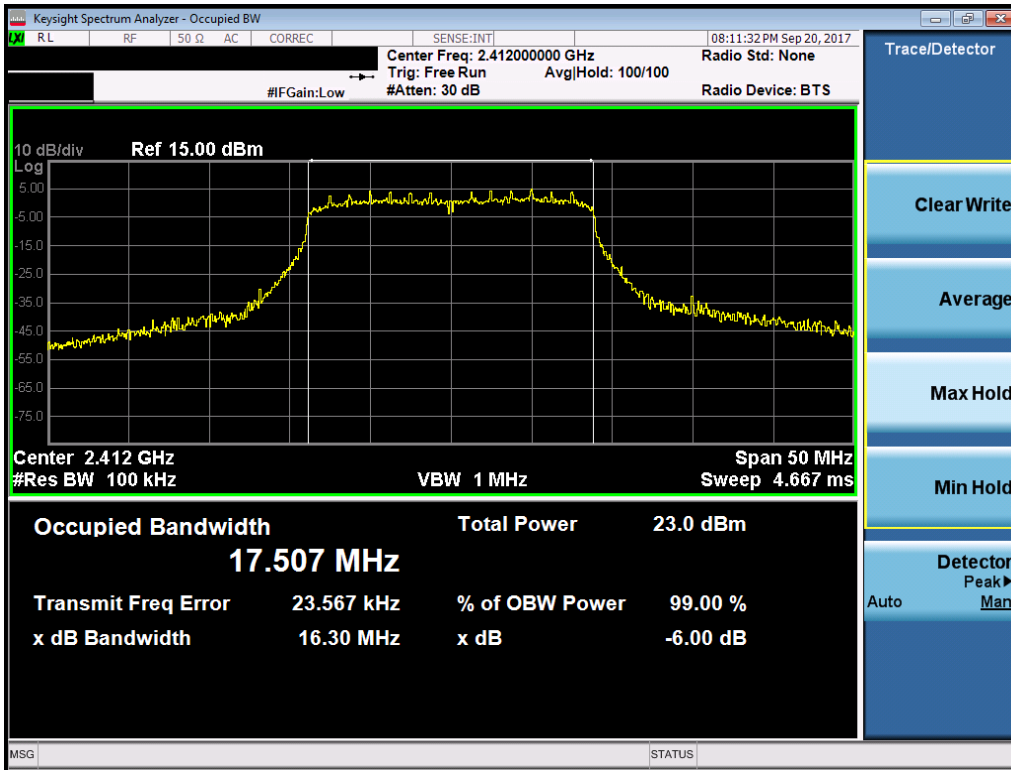 Keysight Spectrum Analyzer - Occupied BW
LXI RL RF 50 Ω AC CORREC SENSE:INT 08:11:32 PM Sep 20, 2017
Center Freq: 2.412000000 GHz Radio Std: None
Trig: Free Run Avg|Hold: 100/100
#IFGain:Low #Atten: 30 dB Radio Device: BTS
Trace/Detector
10 dB/div Ref 15.00 dBm
Log
5.00
-5.00
-15.0
-25.0
-35.0
-45.0
-55.0
-65.0
-75.0
Center 2.412 GHz Span 50 MHz
#Res BW 100 kHz VBW 1 MHz Sweep 4.667 ms
Occupied Bandwidth Total Power 23.0 dBm
17.507 MHz
Transmit Freq Error 23.567 kHz % of OBW Power 99.00 %
x dB Bandwidth 16.30 MHz x dB -6.00 dB
Clear Write
Average
Max Hold
Min Hold
Detector
Peak▶
Auto Man
MSG STATUS